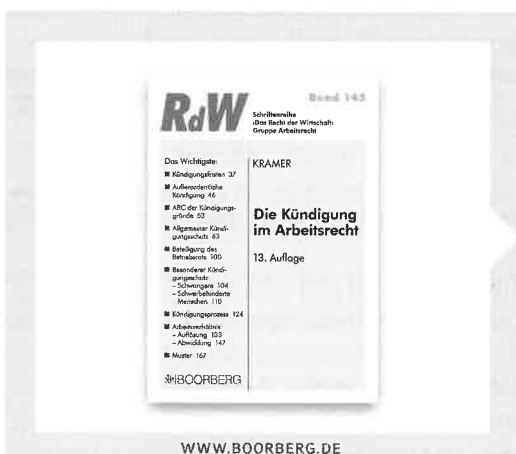 RdW
Band 145
Schriftenreihe
›Das Recht der Wirtschaft‹
Gruppe Arbeitsrecht
Das Wichtigste:
■ Kündigungsfristen 37
■ Außerordentliche
Kündigung 46
■ ABC der Kündigungs-
gründe 53
■ Allgemeiner Kündi-
gungsschutz 63
■ Beteiligung des
Betriebsrats 100
■ Besonderer Kündi-
gungsschutz
– Schwangere 104
– Schwerbehinderte
Menschen 110
■ Kündigungsprozess 124
■ Arbeitsverhältnis
– Auflösung 133
– Abwicklung 147
■ Muster 167
BOORBERG
KRAMER
Die Kündigung
im Arbeitsrecht
13. Auflage
WWW.BOORBERG.DE